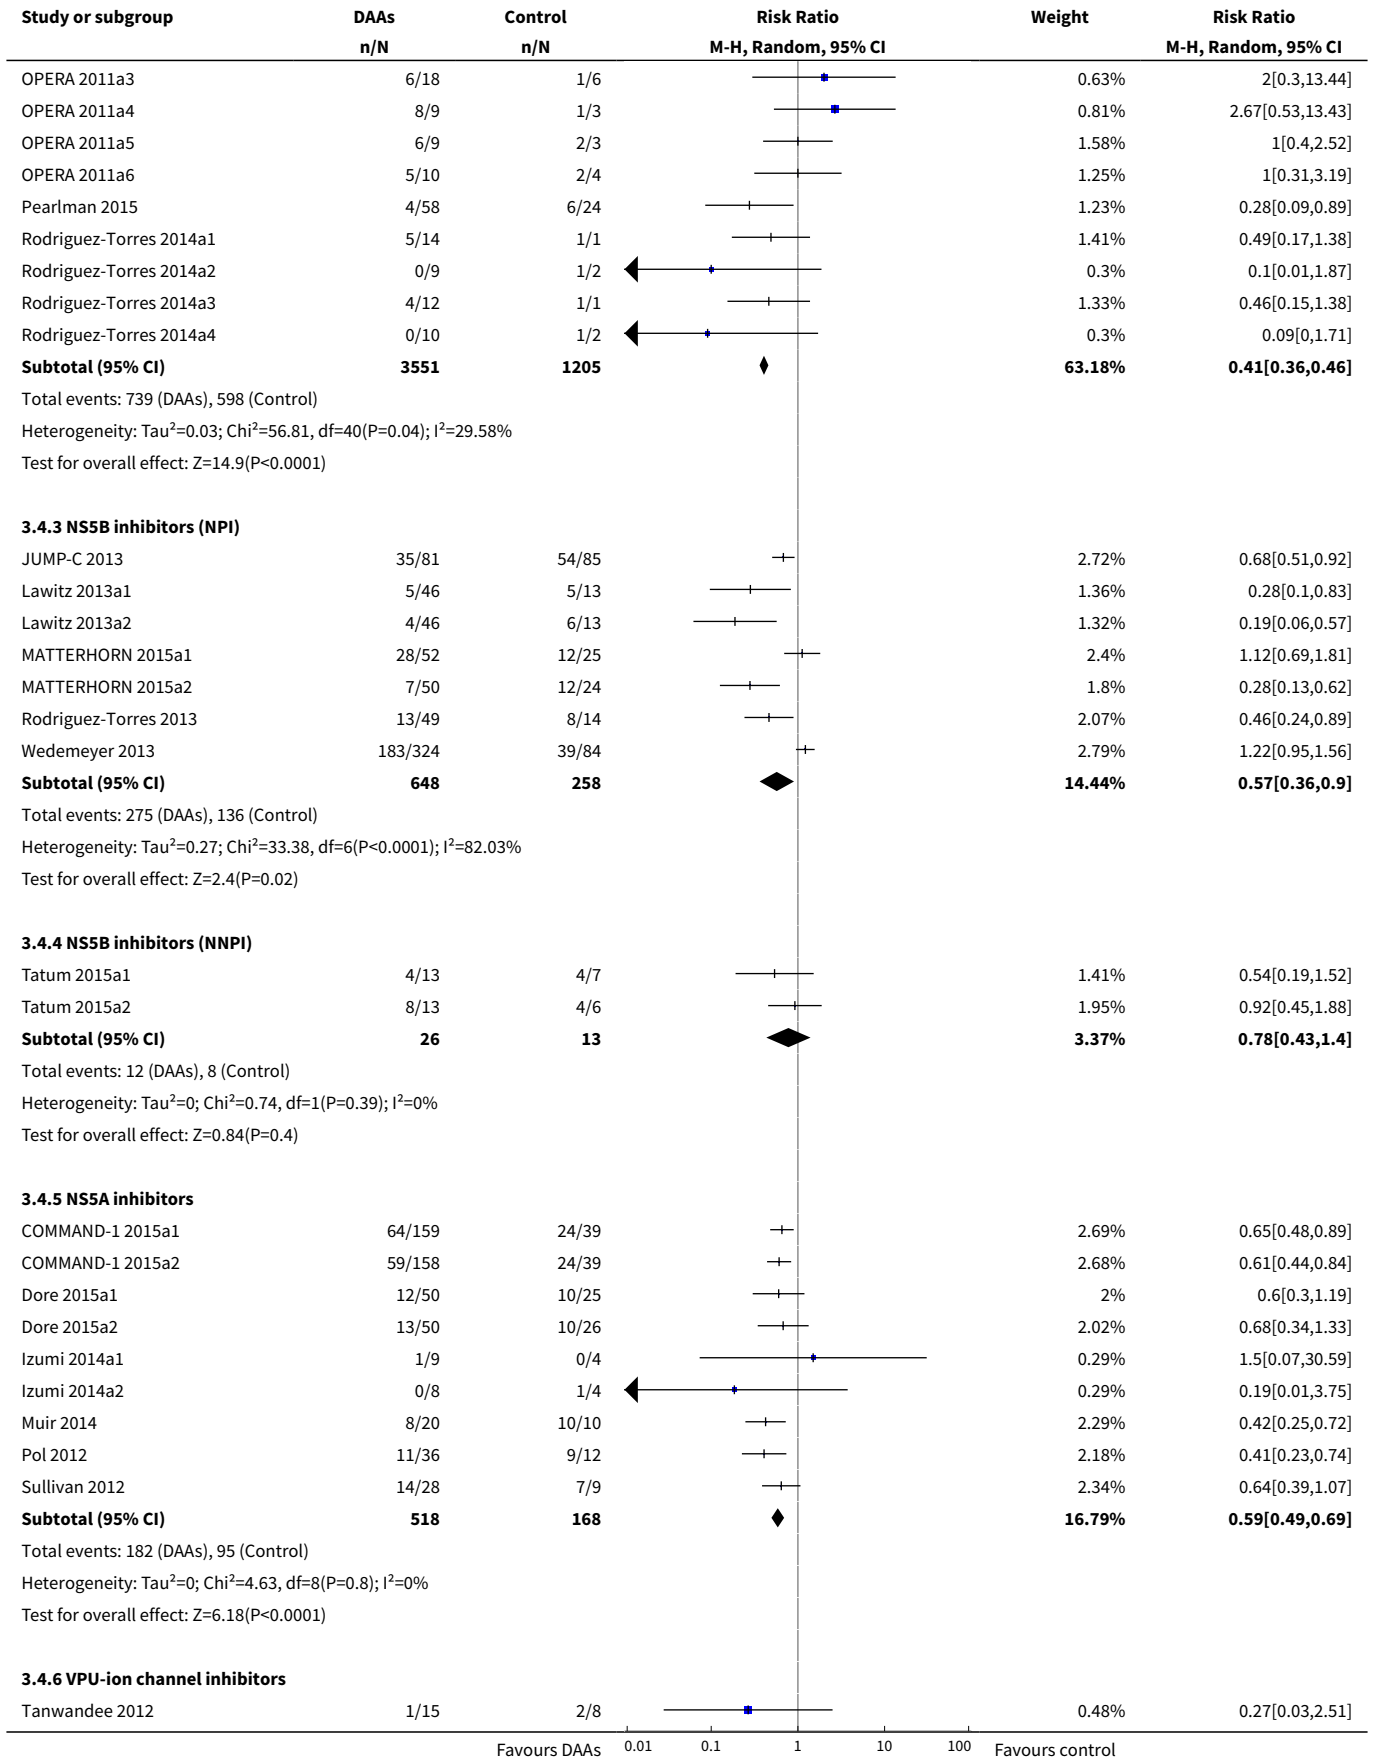 Study or subgroup DAAs Control Risk Ratio Weight Risk Ratio
n/N n/N M-H, Random, 95% CI M-H, Random, 95% CI
OPERA 2011a3 6/18 1/6 0.63% 2[0.3,13.44]
OPERA 2011a4 8/9 1/3 0.81% 2.67[0.53,13.43]
OPERA 2011a5 6/9 2/3 1.58% 1[0.4,2.52]
OPERA 2011a6 5/10 2/4 1.25% 1[0.31,3.19]
Pearlman 2015 4/58 6/24 1.23% 0.28[0.09,0.89]
Rodriguez-Torres 2014a1 5/14 1/1 1.41% 0.49[0.17,1.38]
Rodriguez-Torres 2014a2 0/9 1/2 0.3% 0.1[0.01,1.87]
Rodriguez-Torres 2014a3 4/12 1/1 1.33% 0.46[0.15,1.38]
Rodriguez-Torres 2014a4 0/10 1/2 0.3% 0.09[0,1.71]
Subtotal (95% CI) 3551 1205 63.18% 0.41[0.36,0.46]
Total events: 739 (DAAs), 598 (Control)
Heterogeneity: Tau²=0.03; Chi²=56.81, df=40(P=0.04); I²=29.58%
Test for overall effect: Z=14.9(P<0.0001)
3.4.3 NS5B inhibitors (NPI)
JUMP-C 2013 35/81 54/85 2.72% 0.68[0.51,0.92]
Lawitz 2013a1 5/46 5/13 1.36% 0.28[0.1,0.83]
Lawitz 2013a2 4/46 6/13 1.32% 0.19[0.06,0.57]
MATTERHORN 2015a1 28/52 12/25 2.4% 1.12[0.69,1.81]
MATTERHORN 2015a2 7/50 12/24 1.8% 0.28[0.13,0.62]
Rodriguez-Torres 2013 13/49 8/14 2.07% 0.46[0.24,0.89]
Wedemeyer 2013 183/324 39/84 2.79% 1.22[0.95,1.56]
Subtotal (95% CI) 648 258 14.44% 0.57[0.36,0.9]
Total events: 275 (DAAs), 136 (Control)
Heterogeneity: Tau²=0.27; Chi²=33.38, df=6(P<0.0001); I²=82.03%
Test for overall effect: Z=2.4(P=0.02)
3.4.4 NS5B inhibitors (NNPI)
Tatum 2015a1 4/13 4/7 1.41% 0.54[0.19,1.52]
Tatum 2015a2 8/13 4/6 1.95% 0.92[0.45,1.88]
Subtotal (95% CI) 26 13 3.37% 0.78[0.43,1.4]
Total events: 12 (DAAs), 8 (Control)
Heterogeneity: Tau²=0; Chi²=0.74, df=1(P=0.39); I²=0%
Test for overall effect: Z=0.84(P=0.4)
3.4.5 NS5A inhibitors
COMMAND-1 2015a1 64/159 24/39 2.69% 0.65[0.48,0.89]
COMMAND-1 2015a2 59/158 24/39 2.68% 0.61[0.44,0.84]
Dore 2015a1 12/50 10/25 2% 0.6[0.3,1.19]
Dore 2015a2 13/50 10/26 2.02% 0.68[0.34,1.33]
Izumi 2014a1 1/9 0/4 0.29% 1.5[0.07,30.59]
Izumi 2014a2 0/8 1/4 0.29% 0.19[0.01,3.75]
Muir 2014 8/20 10/10 2.29% 0.42[0.25,0.72]
Pol 2012 11/36 9/12 2.18% 0.41[0.23,0.74]
Sullivan 2012 14/28 7/9 2.34% 0.64[0.39,1.07]
Subtotal (95% CI) 518 168 16.79% 0.59[0.49,0.69]
Total events: 182 (DAAs), 95 (Control)
Heterogeneity: Tau²=0; Chi²=4.63, df=8(P=0.8); I²=0%
Test for overall effect: Z=6.18(P<0.0001)
3.4.6 VPU-ion channel inhibitors
Tanwandee 2012 1/15 2/8 0.48% 0.27[0.03,2.51]
Favours DAAs 0.01 0.1 1 10 100 Favours control